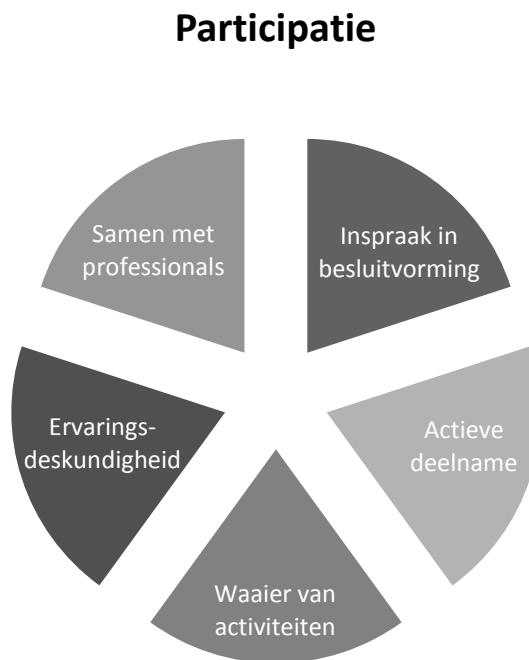 Participatie
Samen met
professionals
Inspraak in
besluitvorming
Ervarings-
deskundigheid
Actieve
deelname
Waaier van
activiteiten